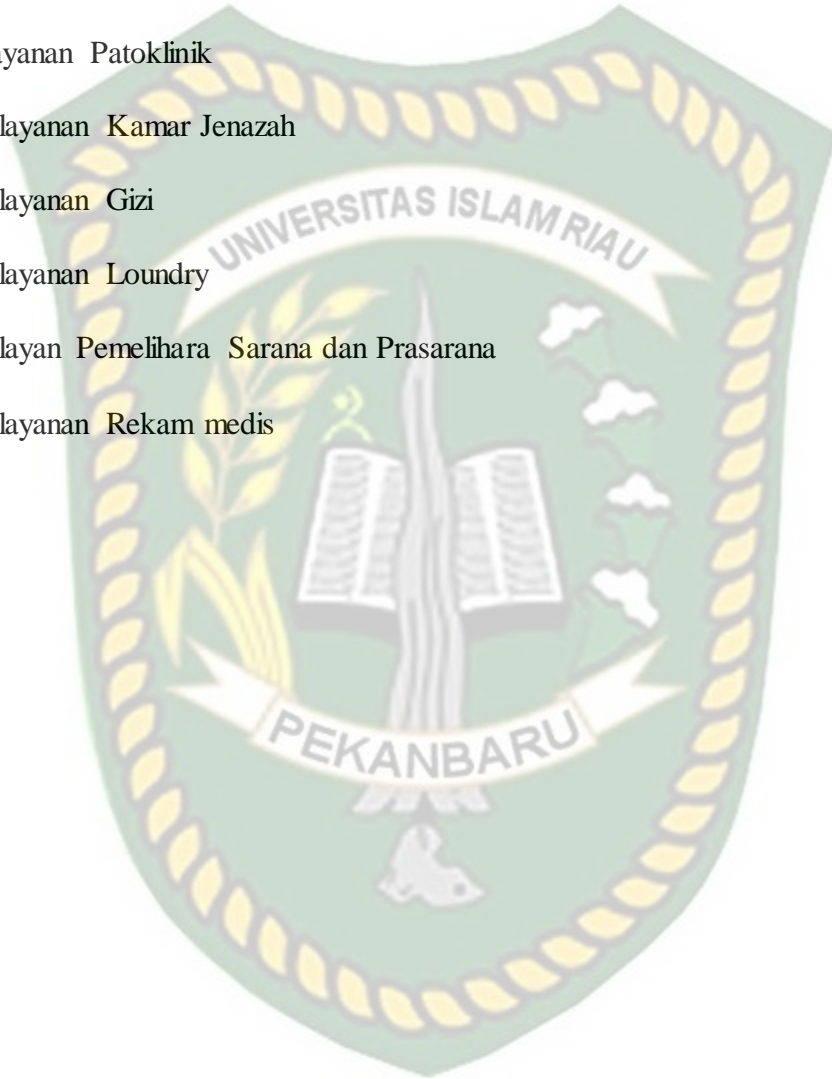 ayanan Patoklinik
layanan Kamar Jenazah
layanan Gizi
UNIVERSITAS ISLAM RIAU
layanan Loundry
layan Pemelihara Sarana dan Prasarana
layanan Rekam medis
PEKANBARU